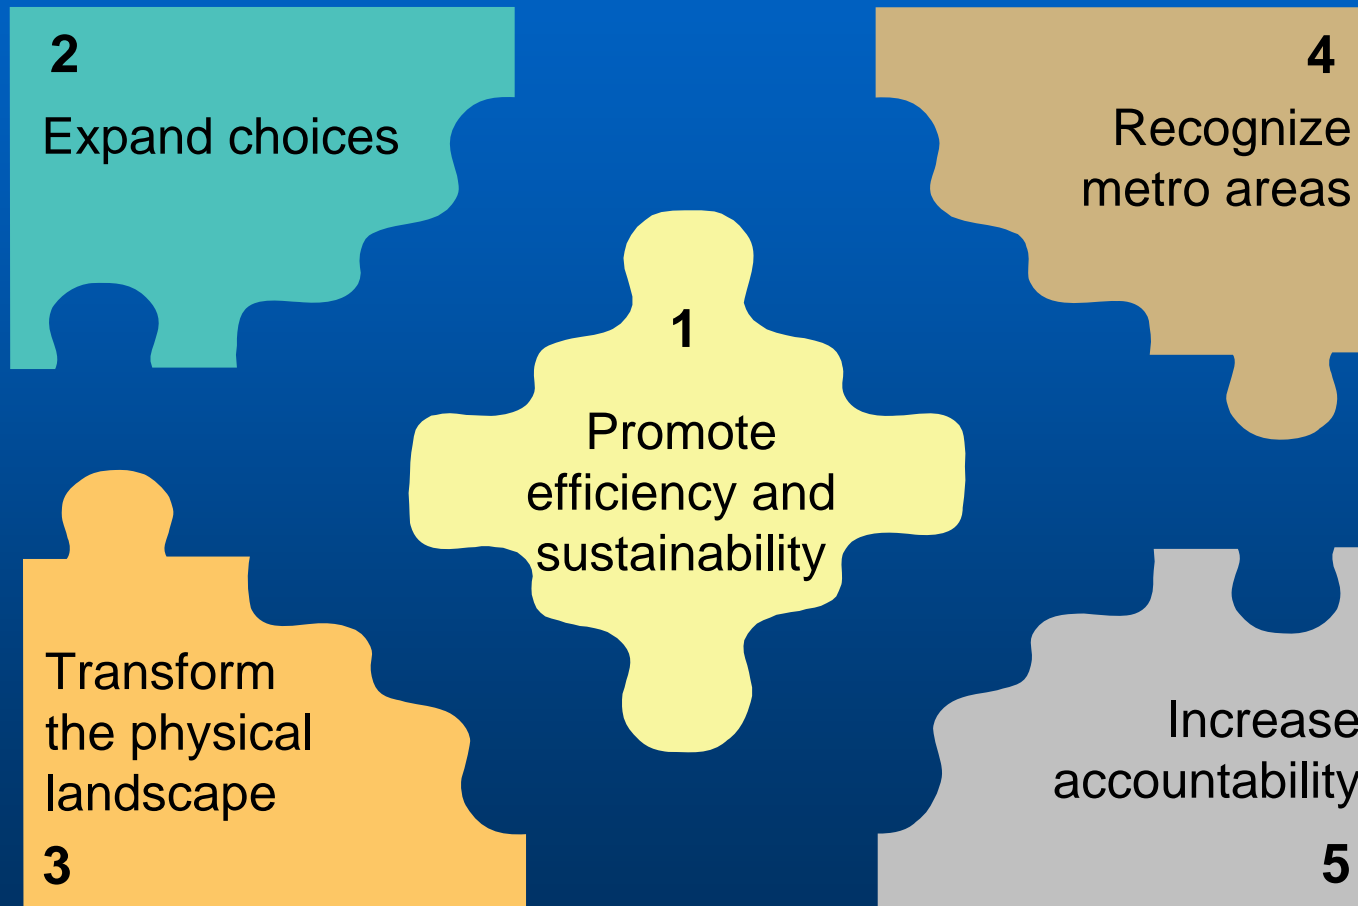 2
Expand choices
4
Recognize
metro areas
1
Promote
efficiency and
sustainability
Transform
the physical
landscape
3
Increase
accountability
5